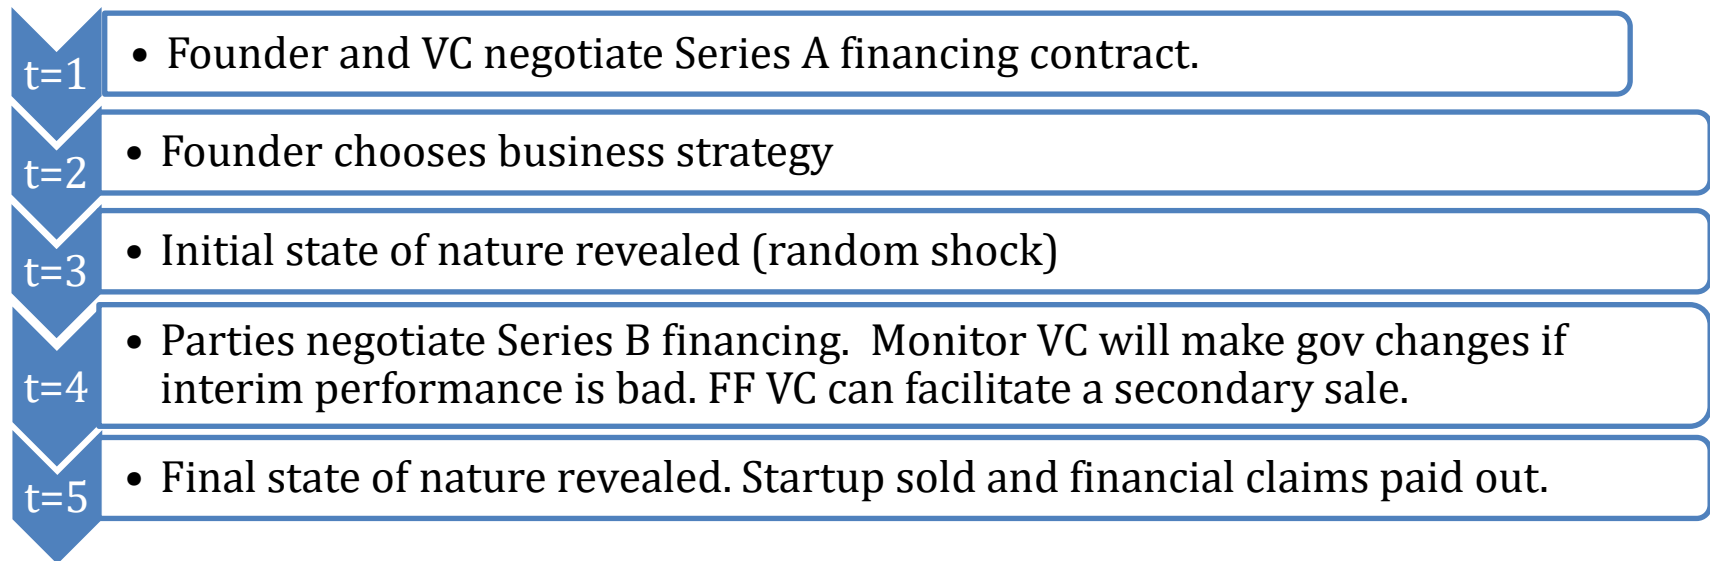 t=1
• Founder and VC negotiate Series A financing contract.
t=2
• Founder chooses business strategy
t=3
• Initial state of nature revealed (random shock)
t=4
• Parties negotiate Series B financing.  Monitor VC will make gov changes if
interim performance is bad. FF VC can facilitate a secondary sale.
t=5
• Final state of nature revealed. Startup sold and financial claims paid out.